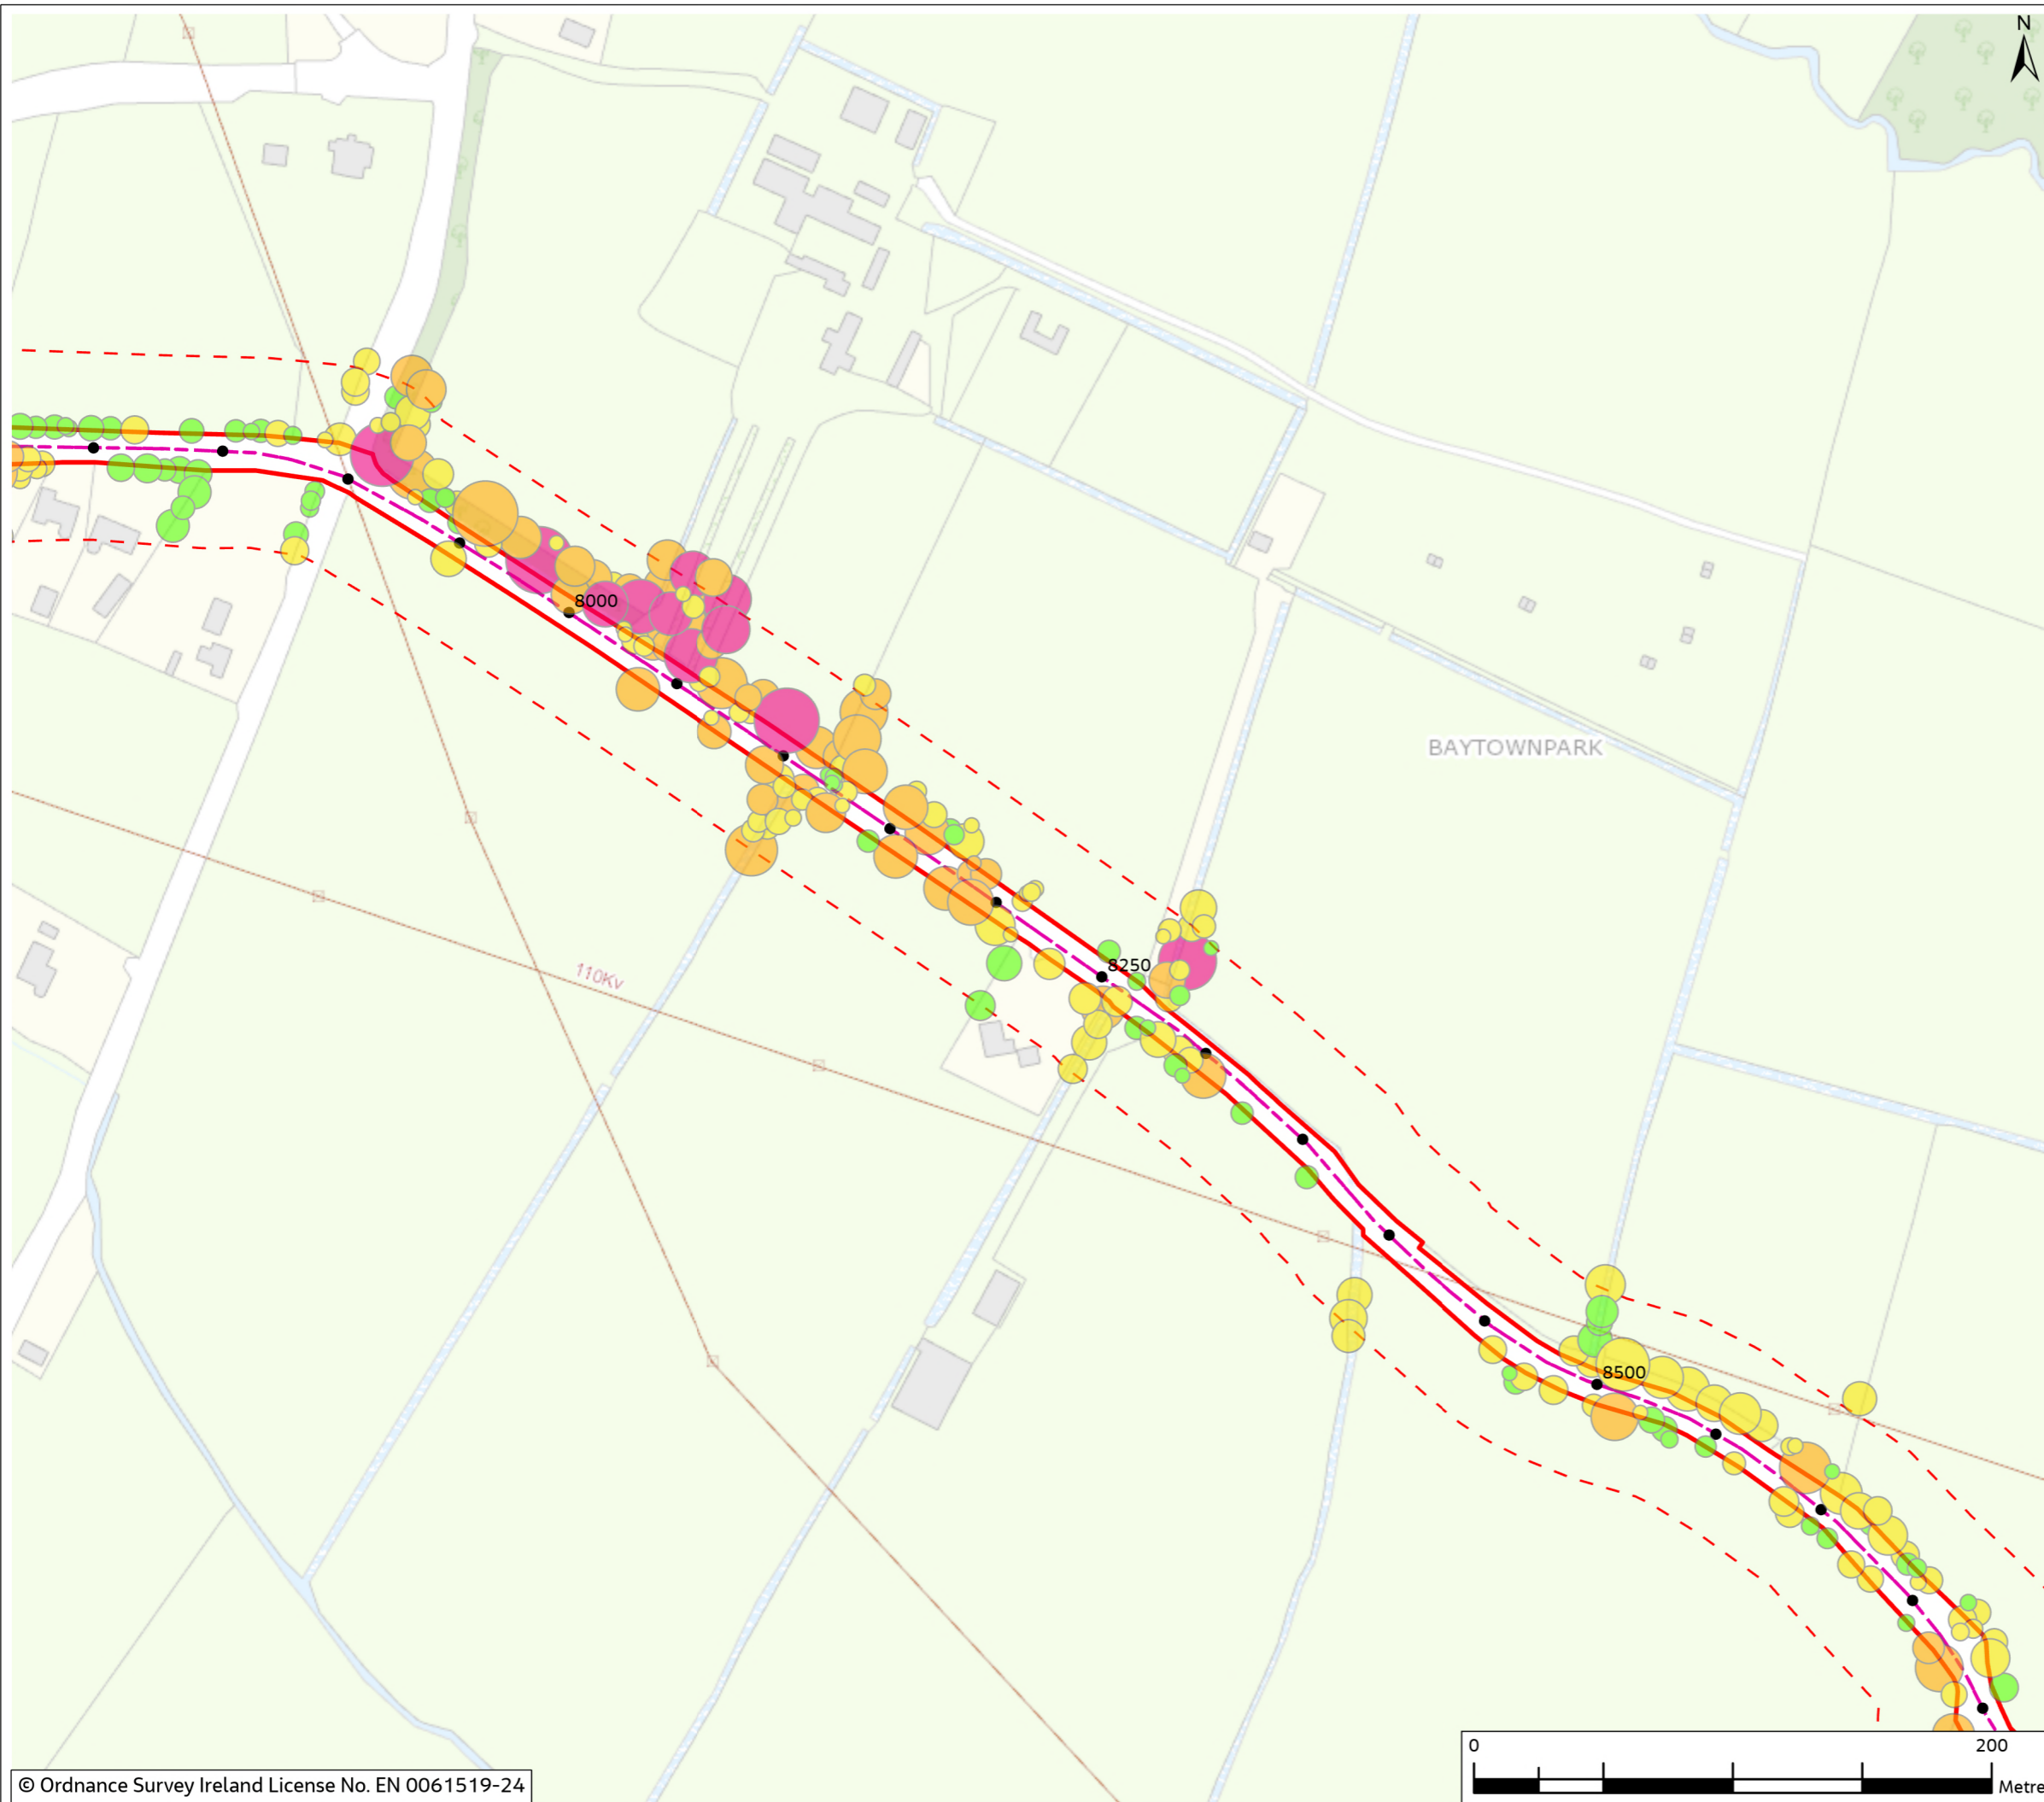 N
8000
BAYTOWNPARK
8250
110Kv
8500
0 200
Metre
© Ordnance Survey Ireland License No. EN 0061519-24